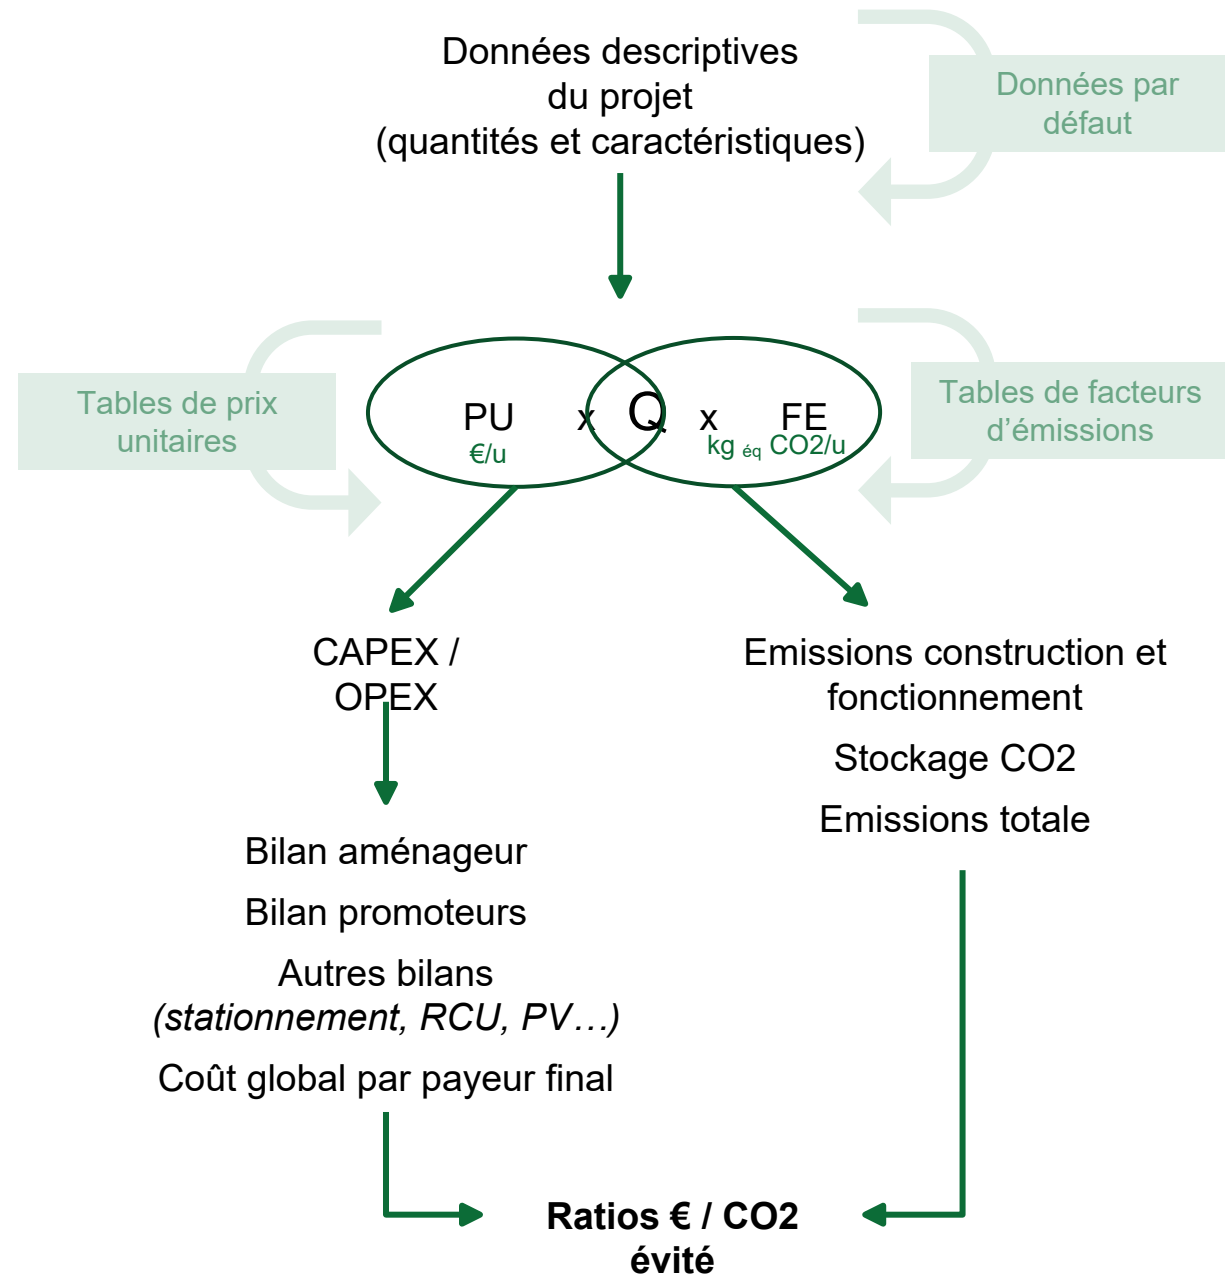 Données descriptives
du projet
(quantités et caractéristiques)
Données par
défaut
Tables de prix
unitaires
PU x Q x FE
€/u
kg éq CO2/u
Tables de facteurs
d’émissions
CAPEX /
OPEX
Emissions construction et
fonctionnement
Stockage CO2
Emissions totale
Bilan aménageur
Bilan promoteurs
Autres bilans
(stationnement, RCU, PV…)
Coût global par payeur final
Ratios € / CO2
évité